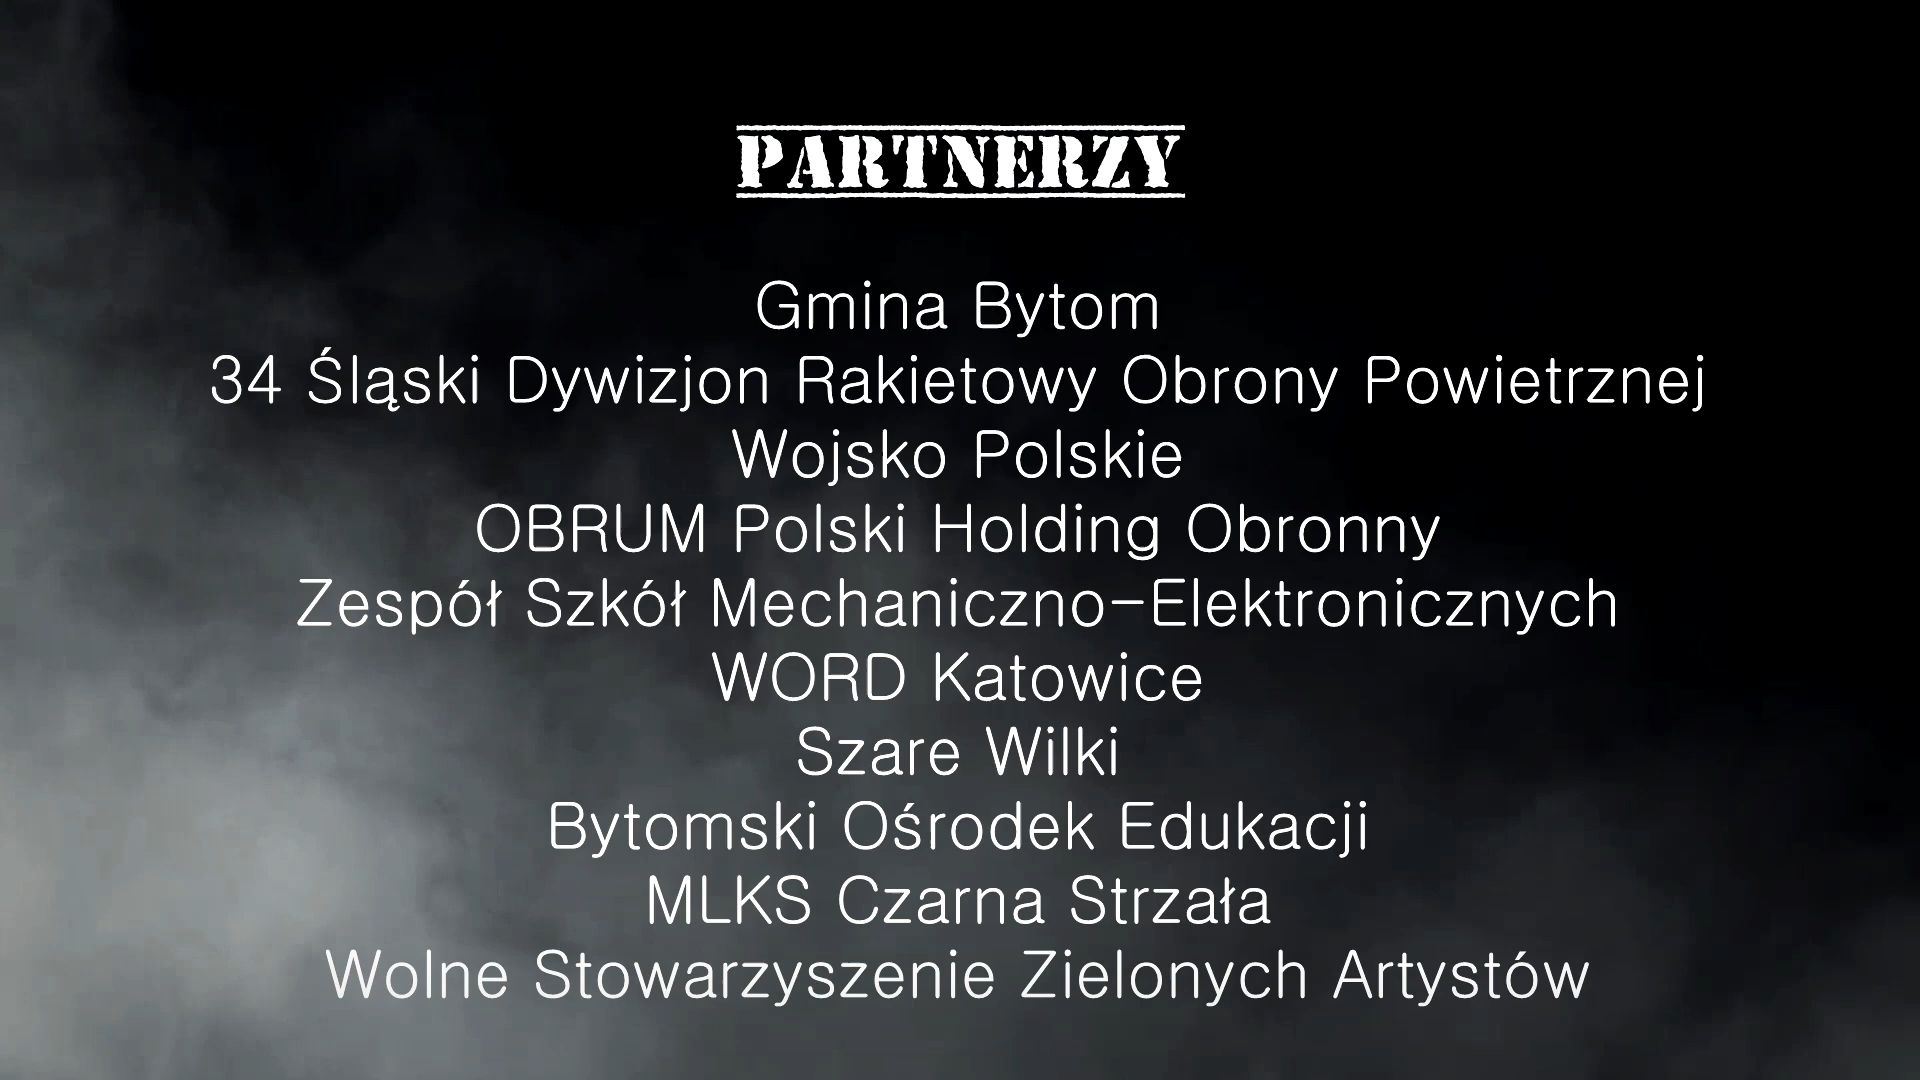 PARTNERZY
Gmina Bytom
34 Śląski Dywizjon Rakietowy Obrony Powietrznej
Wojsko Polskie
OBRUM Polski Holding Obronny
Zespół Szkół Mechaniczno-Elektronicznych
WORD Katowice
Szare Wilki
Bytomski Ośrodek Edukacji
MLKS Czarna Strzała
Wolne Stowarzyszenie Zielonych Artystów